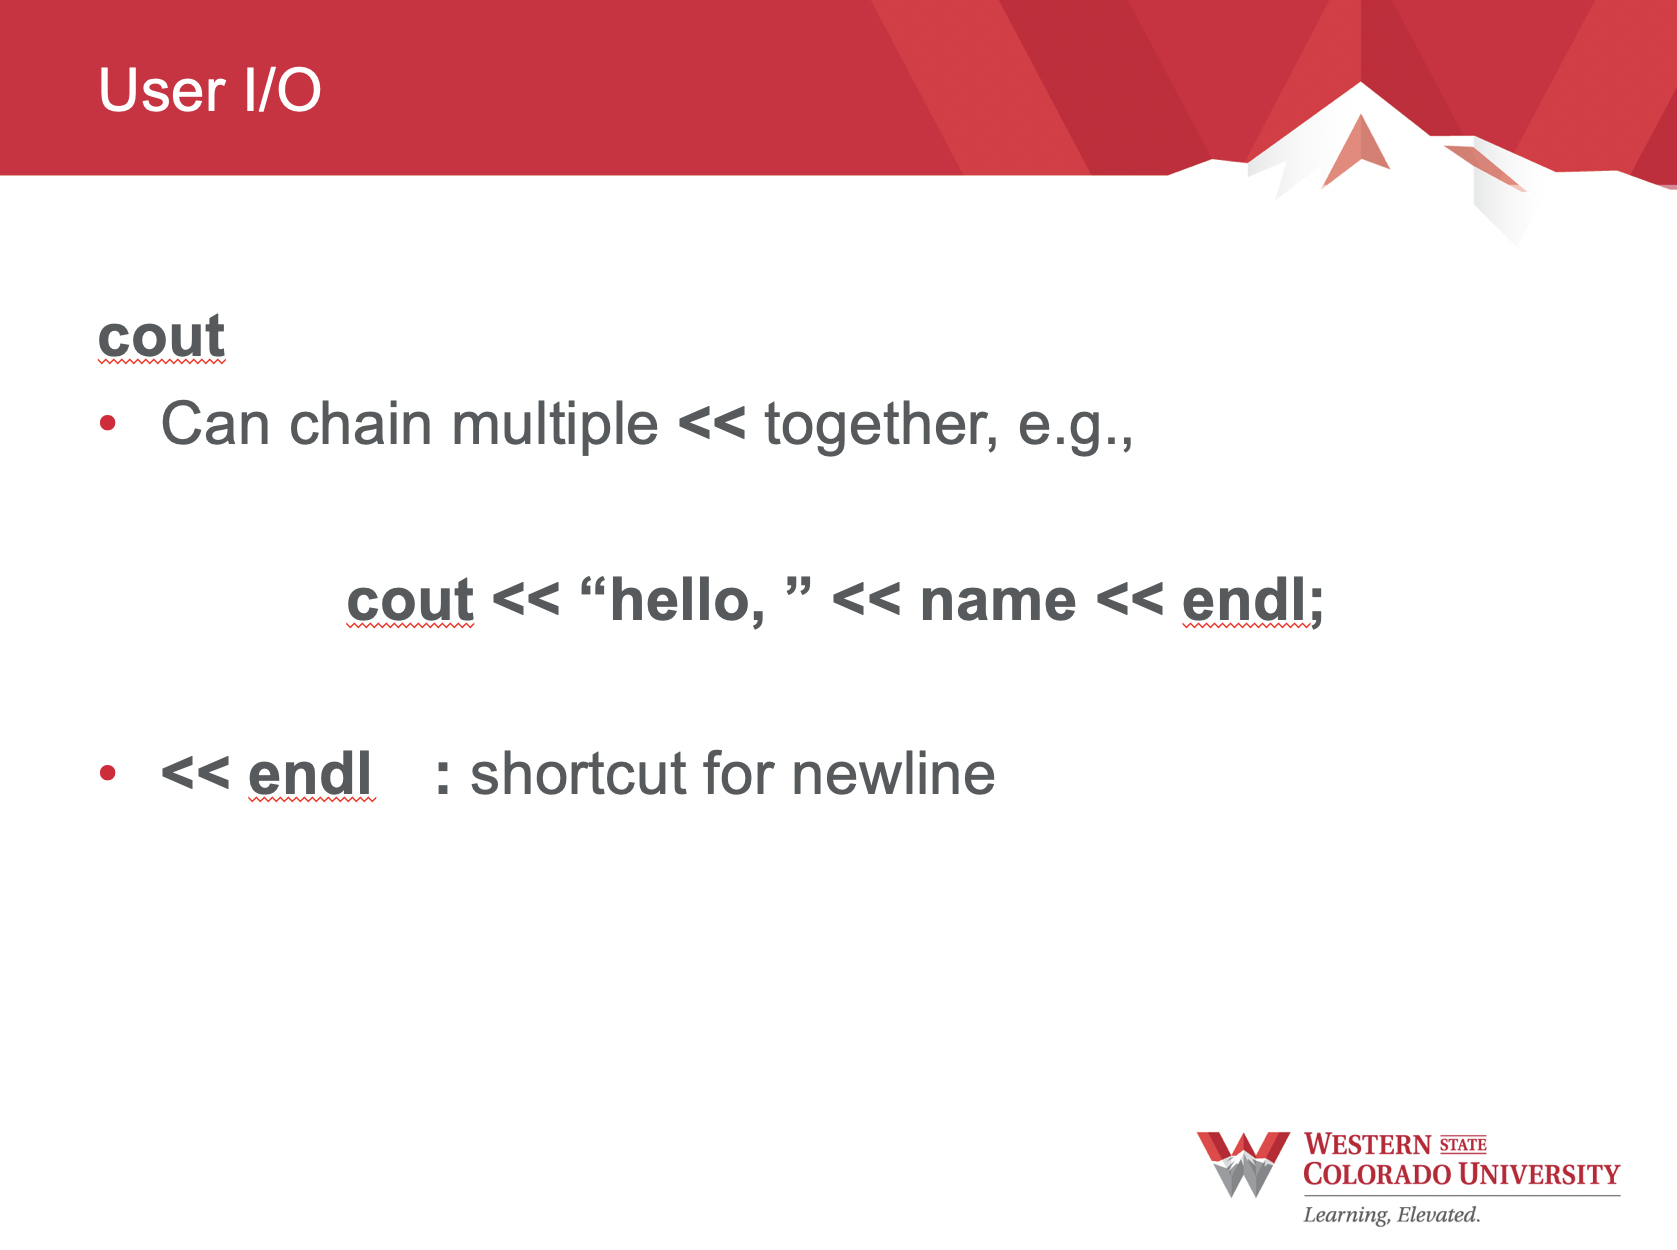 User I/O
cout
• Can chain multiple << together, e.g.,
cout << “hello, ” << name << endl;
• << endl : shortcut for newline
WESTERN STATE
COLORADO UNIVERSITY
Learning, Elevated.